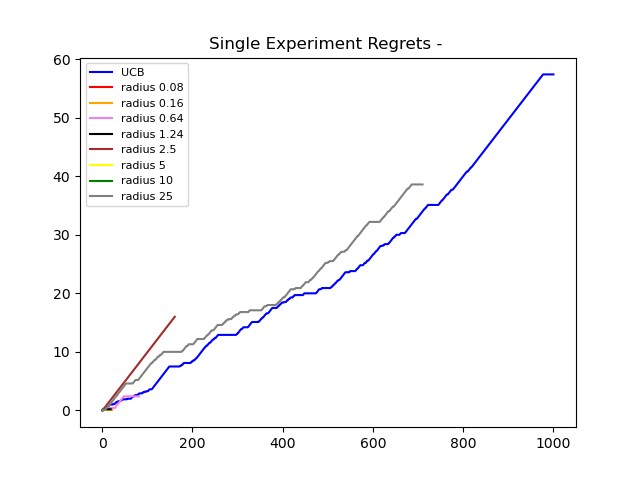 Single Experiment Regrets -
60
50
40
30
20
10
0
UCB
radius 0.08
radius 0.16
radius 0.64
radius 1.24
radius 2.5
radius 5
radius 10
radius 25
0 200 400 600 800 1000